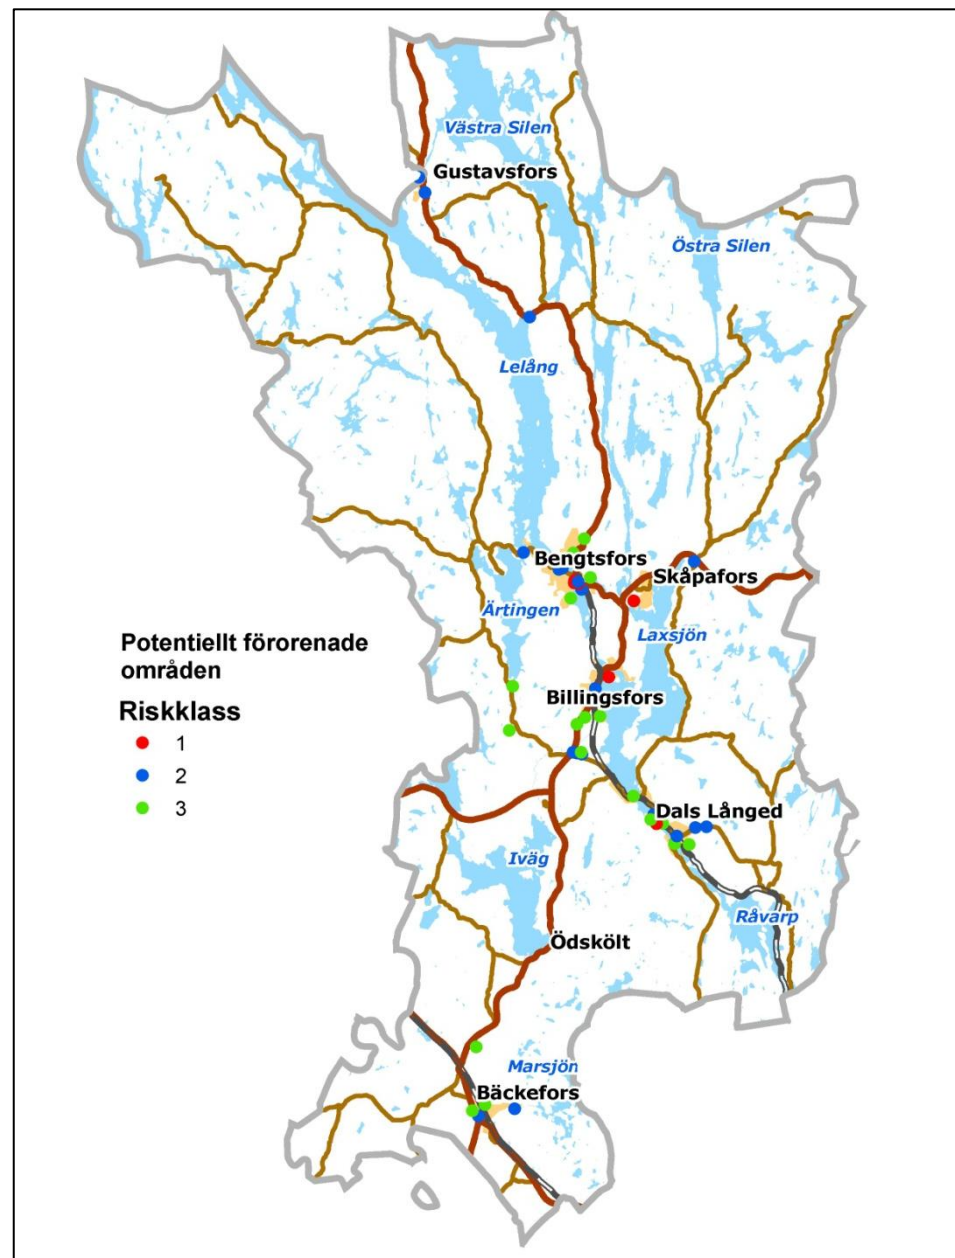 Västra Silen
Gustavsfors
Östra Silen
Lelång
Bengtsfors
Skåpafors
Ärtingen
Laxsjön
Potentiellt förorenade
områden
Billingsfors
Riskklass
1
2
3
Dals Långed
Iväg
Råvarp
Ödskölt
Marsjön
Bäckefors